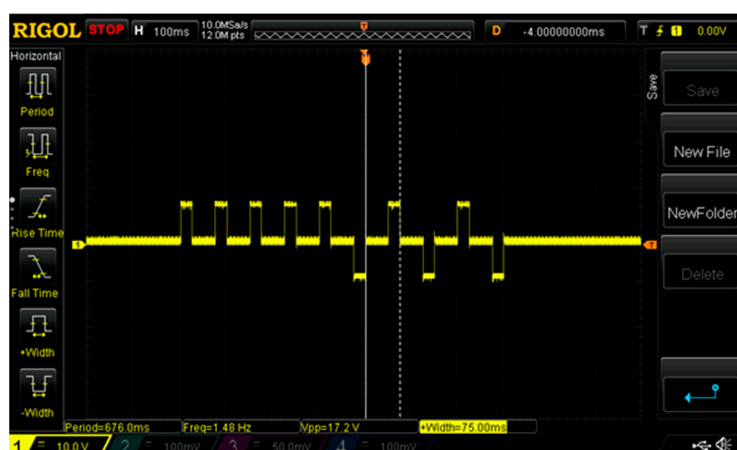 RIGOL STOP H 100ms 10.0MSa/s 12.0M pts D -4.00000000ms T 1 0.00V
Horizontal
Period
Freq
Rise Time
Fall Time
+Width
-Width
Save
Save
New File
NewFolder
Delete
T
1
T
Period=676.0ms Freq=1.48 Hz Vpp=17.2 V +Width=75.00ms
1 = 10.0 V 2 = 100mV 3 = 50.0mV 4 = 100mV